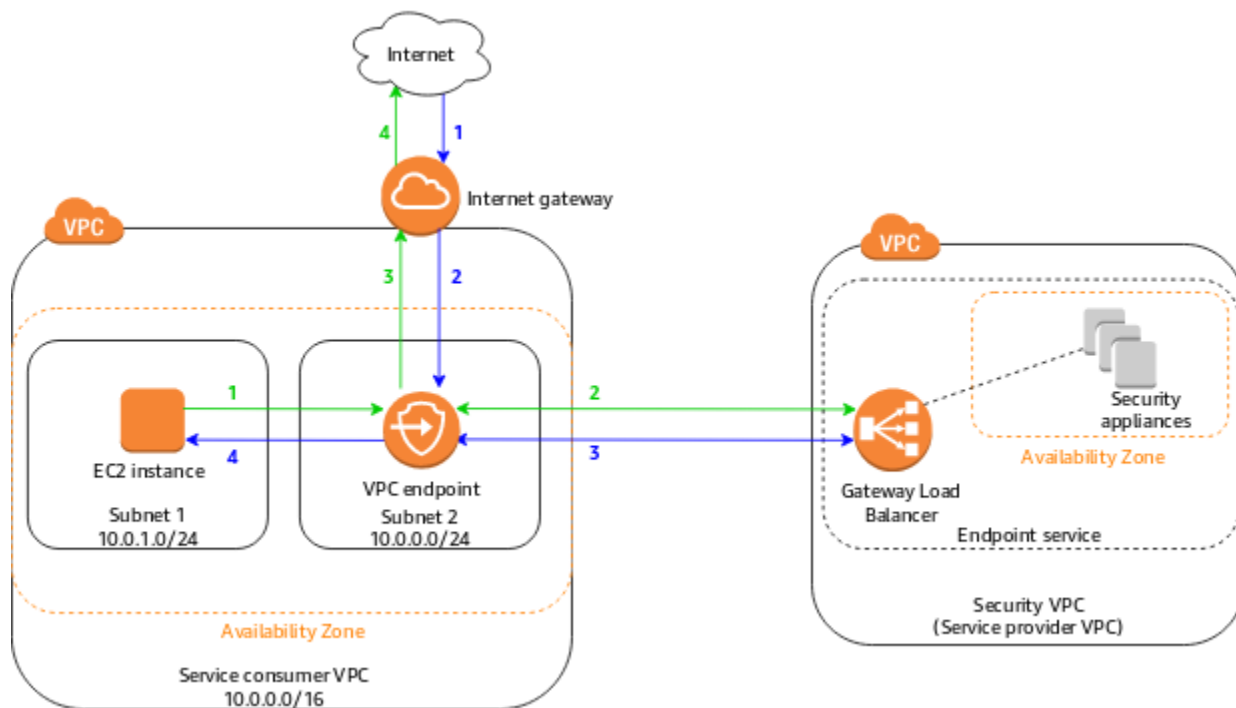 Internet
4
1
Internet gateway
VPC
VPC
3
2
1
2
4
3
EC2 instance
Subnet 1
10.0.1.0/24
VPC endpoint
Subnet 2
10.0.0.0/24
Security
appliances
Availability Zone
Gateway Load
Balancer
Endpoint service
Availability Zone
Security VPC
(Service provider VPC)
Service consumer VPC
10.0.0.0/16